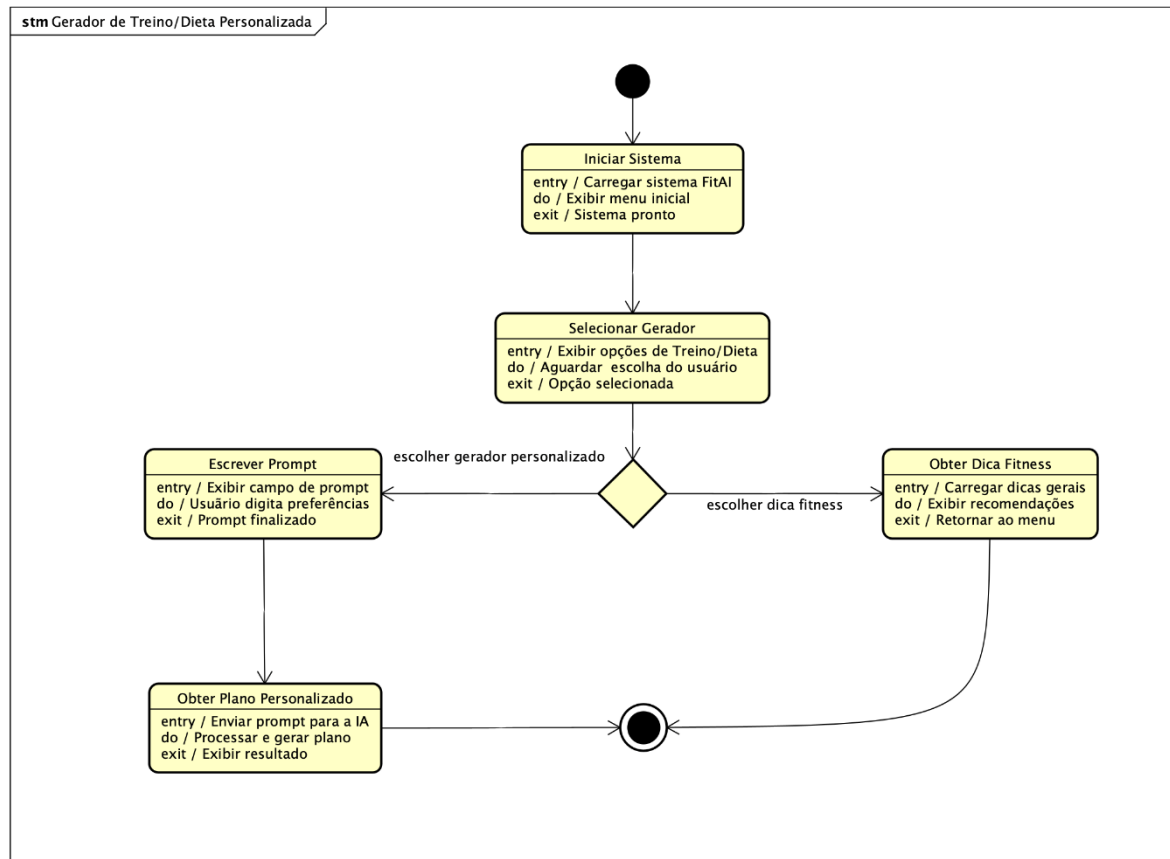 stm Gerador de Treino/Dieta Personalizada
Iniciar Sistema
entry / Carregar sistema FitAI
do / Exibir menu inicial
exit / Sistema pronto
Selecionar Gerador
entry / Exibir opções de Treino/Dieta
do / Aguardar escolha do usuário
exit / Opção selecionada
escolher gerador personalizado
escolher dica fitness
Escrever Prompt
entry / Exibir campo de prompt
do / Usuário digita preferências
exit / Prompt finalizado
Obter Dica Fitness
entry / Carregar dicas gerais
do / Exibir recomendações
exit / Retornar ao menu
Obter Plano Personalizado
entry / Enviar prompt para a IA
do / Processar e gerar plano
exit / Exibir resultado